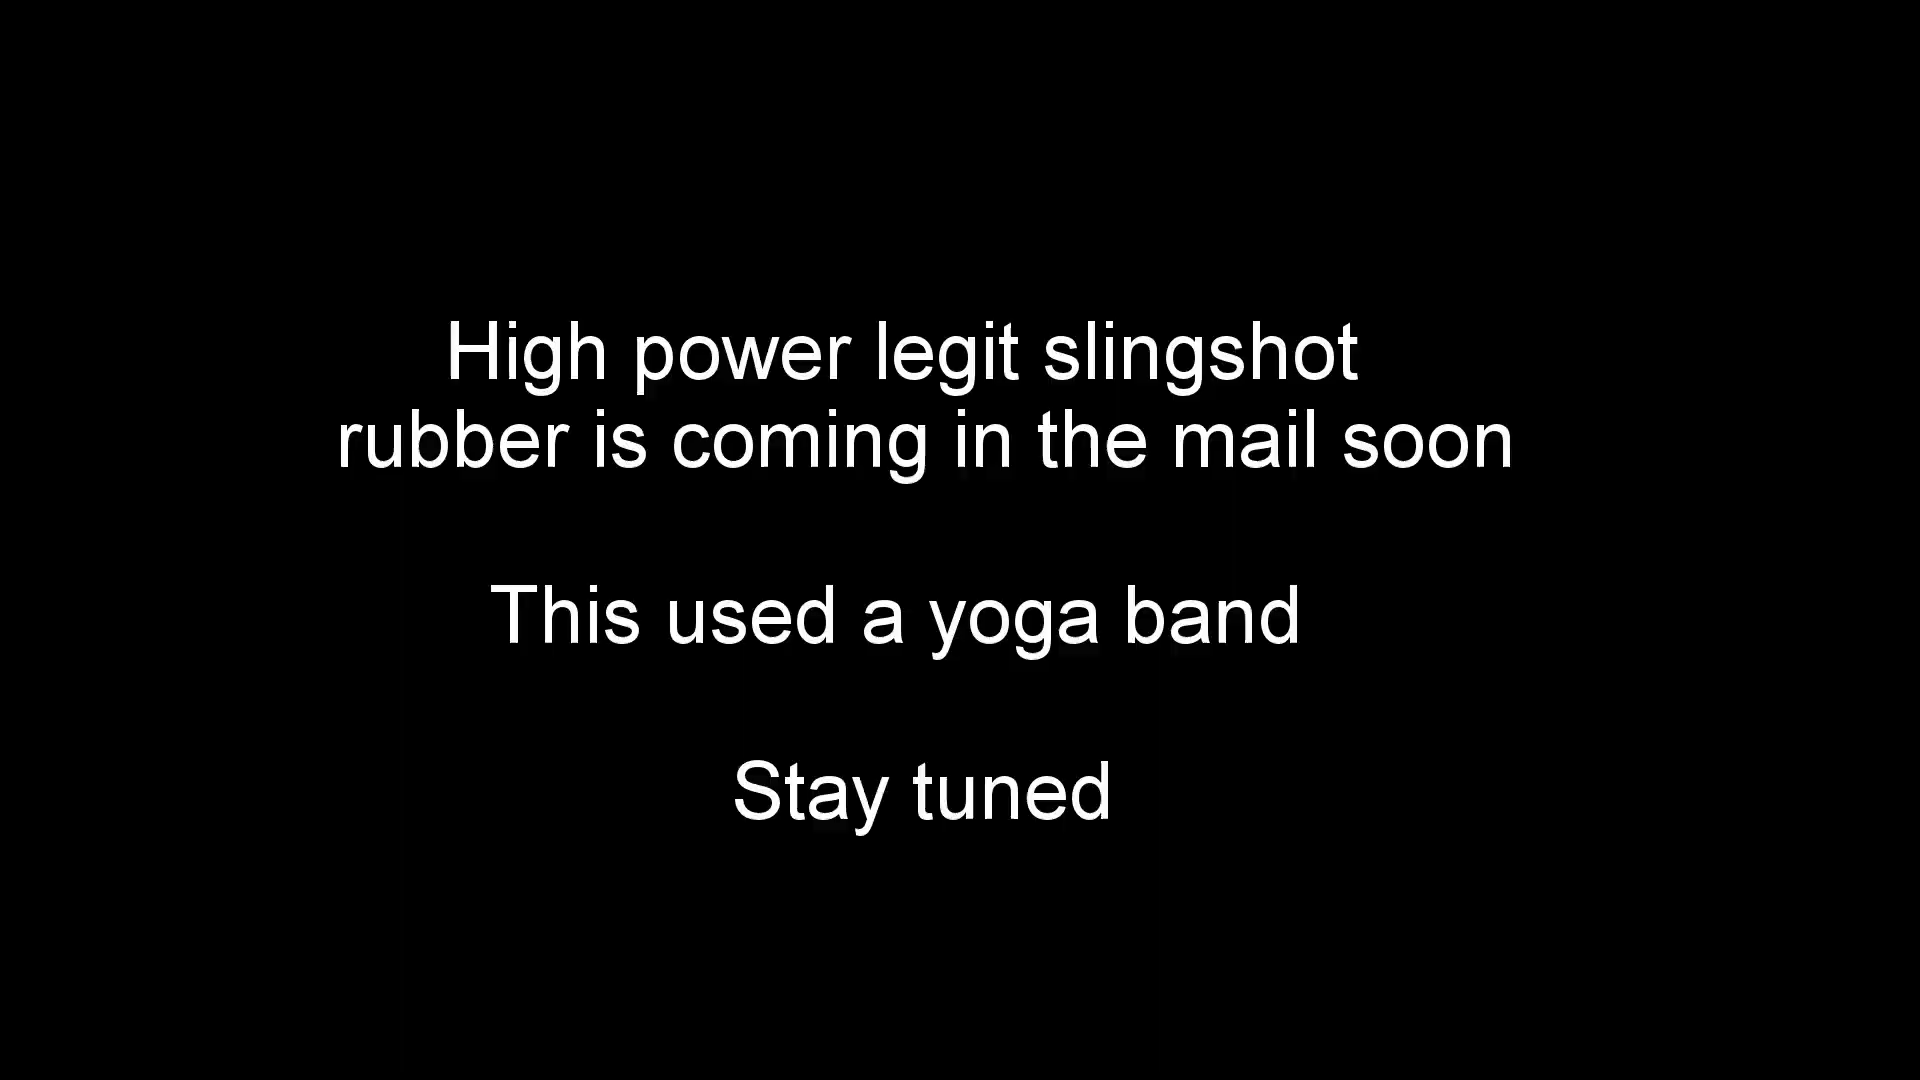 High power legit slingshot
rubber is coming in the mail soon
This used a yoga band
Stay tuned